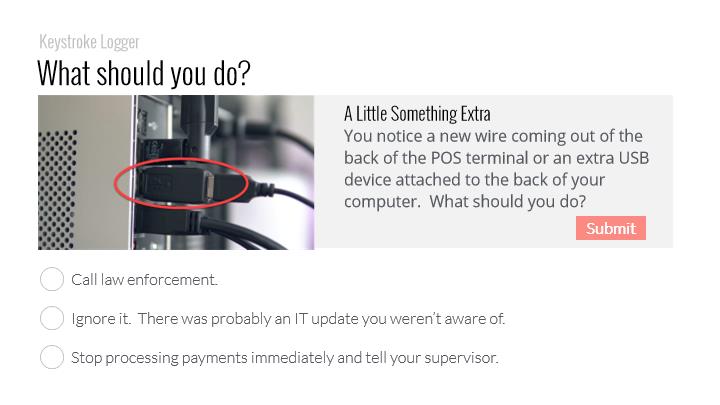 Keystroke Logger
What should you do?
A Little Something Extra
You notice a new wire coming out of the
back of the POS terminal or an extra USB
device attached to the back of your
computer.  What should you do?
Submit
Call law enforcement.
Ignore it.  There was probably an IT update you weren't aware of.
Stop processing payments immediately and tell your supervisor.